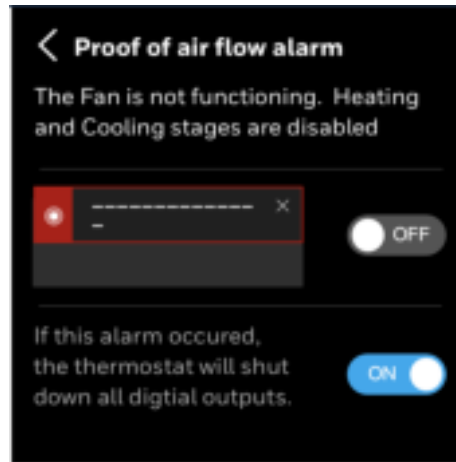 Proof of air flow alarm
The Fan is not functioning. Heating
and Cooling stages are disabled
_____________ ×
_
OFF
If this alarm occured,
the thermostat will shut
down all digtial outputs.
ON